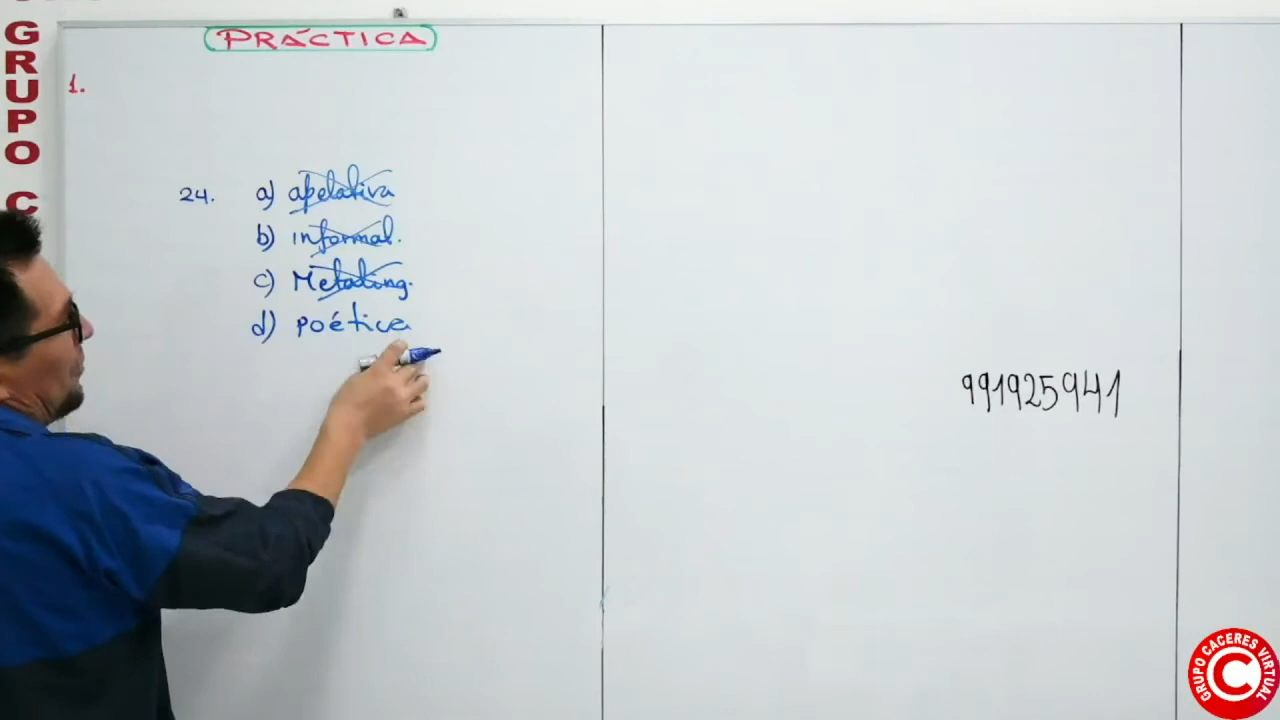 GRUPO C
PRÁCTICA
1.
24. a) apelativa
b) informal.
c) Metaling.
d) poética
991925941
GRUPO CACERES VIRTUAL
C